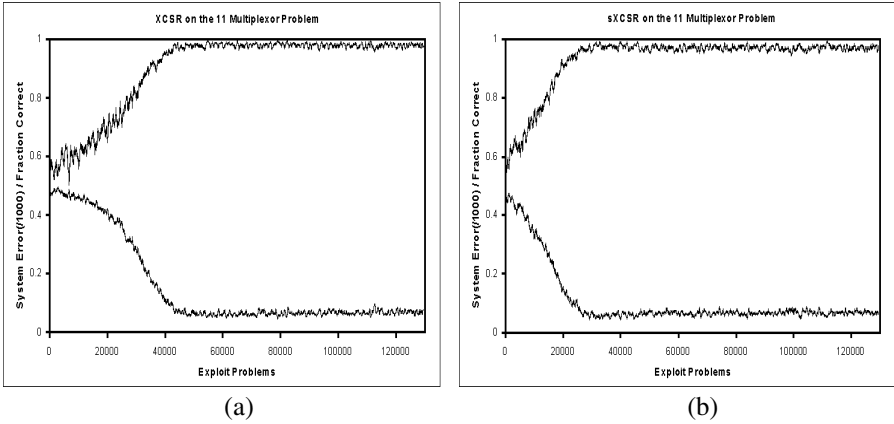 XCSR on the 11 Multiplexor Problem
System Error(/1000) / Fraction Correct
1
0.8
0.6
0.4
0.2
0
0 20000 40000 60000 80000 100000 120000
Exploit Problems
(a)
sXCSR on the 11 Multiplexor Problem
System Error(/1000) / Fraction Correct
1
0.8
0.6
0.4
0.2
0
0 20000 40000 60000 80000 100000 120000
Exploit Problems
(b)